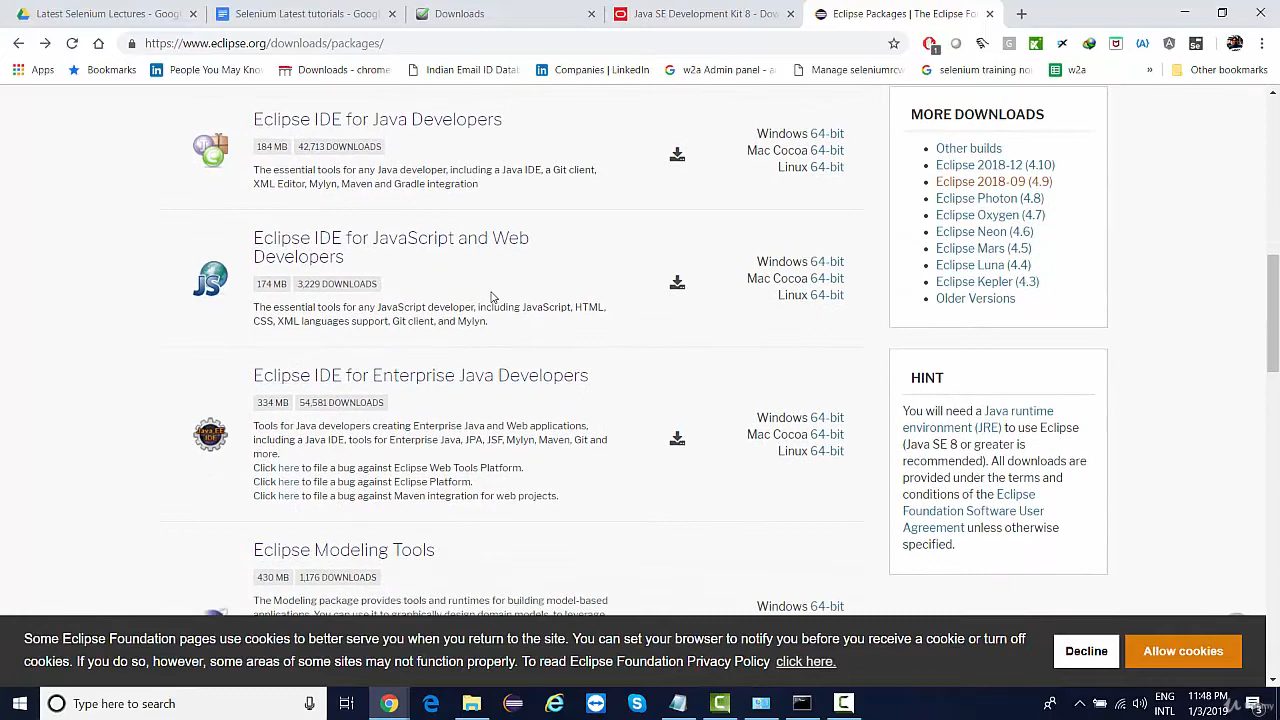 Latest Selenium Lectures - Googl
Selenium Latest tutorials - Googl
Downloads
Java SE Development Kit 8 - Dow
Eclipse Packages | The Eclipse Fo
https://www.eclipse.org/downloads/packages/
Apps
Bookmarks
People You May Know
Downloads - chrome
Indian Email ID Datab
Companies | LinkedIn
w2a Admin panel - a
Manage seleniumrcw
selenium training no
w2a
»
Other bookmarks
Eclipse IDE for Java Developers
184 MB 42,713 DOWNLOADS
The essential tools for any Java developer, including a Java IDE, a Git client,
XML Editor, Mylyn, Maven and Gradle integration
Windows 64-bit
Mac Cocoa 64-bit
Linux 64-bit
Eclipse IDE for JavaScript and Web
Developers
174 MB 3,229 DOWNLOADS
The essential tools for any JavaScript developer, including JavaScript, HTML,
CSS, XML languages support, Git client, and Mylyn.
JS
Windows 64-bit
Mac Cocoa 64-bit
Linux 64-bit
Eclipse IDE for Enterprise Java Developers
334 MB 54,581 DOWNLOADS
Tools for Java developers creating Enterprise Java and Web applications,
including a Java IDE, tools for Enterprise Java, JPA, JSF, Mylyn, Maven, Git and
more.
Click here to file a bug against Eclipse Web Tools Platform.
Click here to file a bug against Eclipse Platform.
Click here to file a bug against Maven integration for web projects.
Windows 64-bit
Mac Cocoa 64-bit
Linux 64-bit
Eclipse Modeling Tools
430 MB 1,176 DOWNLOADS
The Modeling package provides tools and runtimes for building model-based
applications. You can use it to graphically design domain models, to leverage
Windows 64-bit
MORE DOWNLOADS
Other builds
Eclipse 2018-12 (4.10)
Eclipse 2018-09 (4.9)
Eclipse Photon (4.8)
Eclipse Oxygen (4.7)
Eclipse Neon (4.6)
Eclipse Mars (4.5)
Eclipse Luna (4.4)
Eclipse Kepler (4.3)
Older Versions
HINT
You will need a Java runtime
environment (JRE) to use Eclipse
(Java SE 8 or greater is
recommended). All downloads are
provided under the terms and
conditions of the Eclipse
Foundation Software User
Agreement unless otherwise
specified.
Some Eclipse Foundation pages use cookies to better serve you when you return to the site. You can set your browser to notify you before you receive a cookie or turn off
cookies. If you do so, however, some areas of some sites may not function properly. To read Eclipse Foundation Privacy Policy click here.
Decline
Allow cookies
Type here to search
ENG
INTL
11:48 PM
1/3/2019